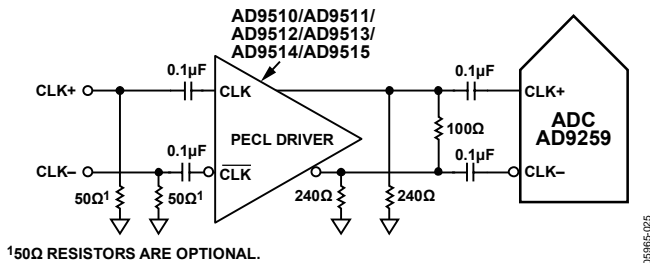 AD9510/AD9511/
AD9512/AD9513/
AD9514/AD9515
0.1µF
0.1µF
CLK+
CLK
CLK+
PECL DRIVER
100Ω
ADC
AD9259
0.1µF
0.1µF
CLK–
CLK
CLK–
50Ω1
50Ω1
240Ω
240Ω
150Ω RESISTORS ARE OPTIONAL.
05965-025